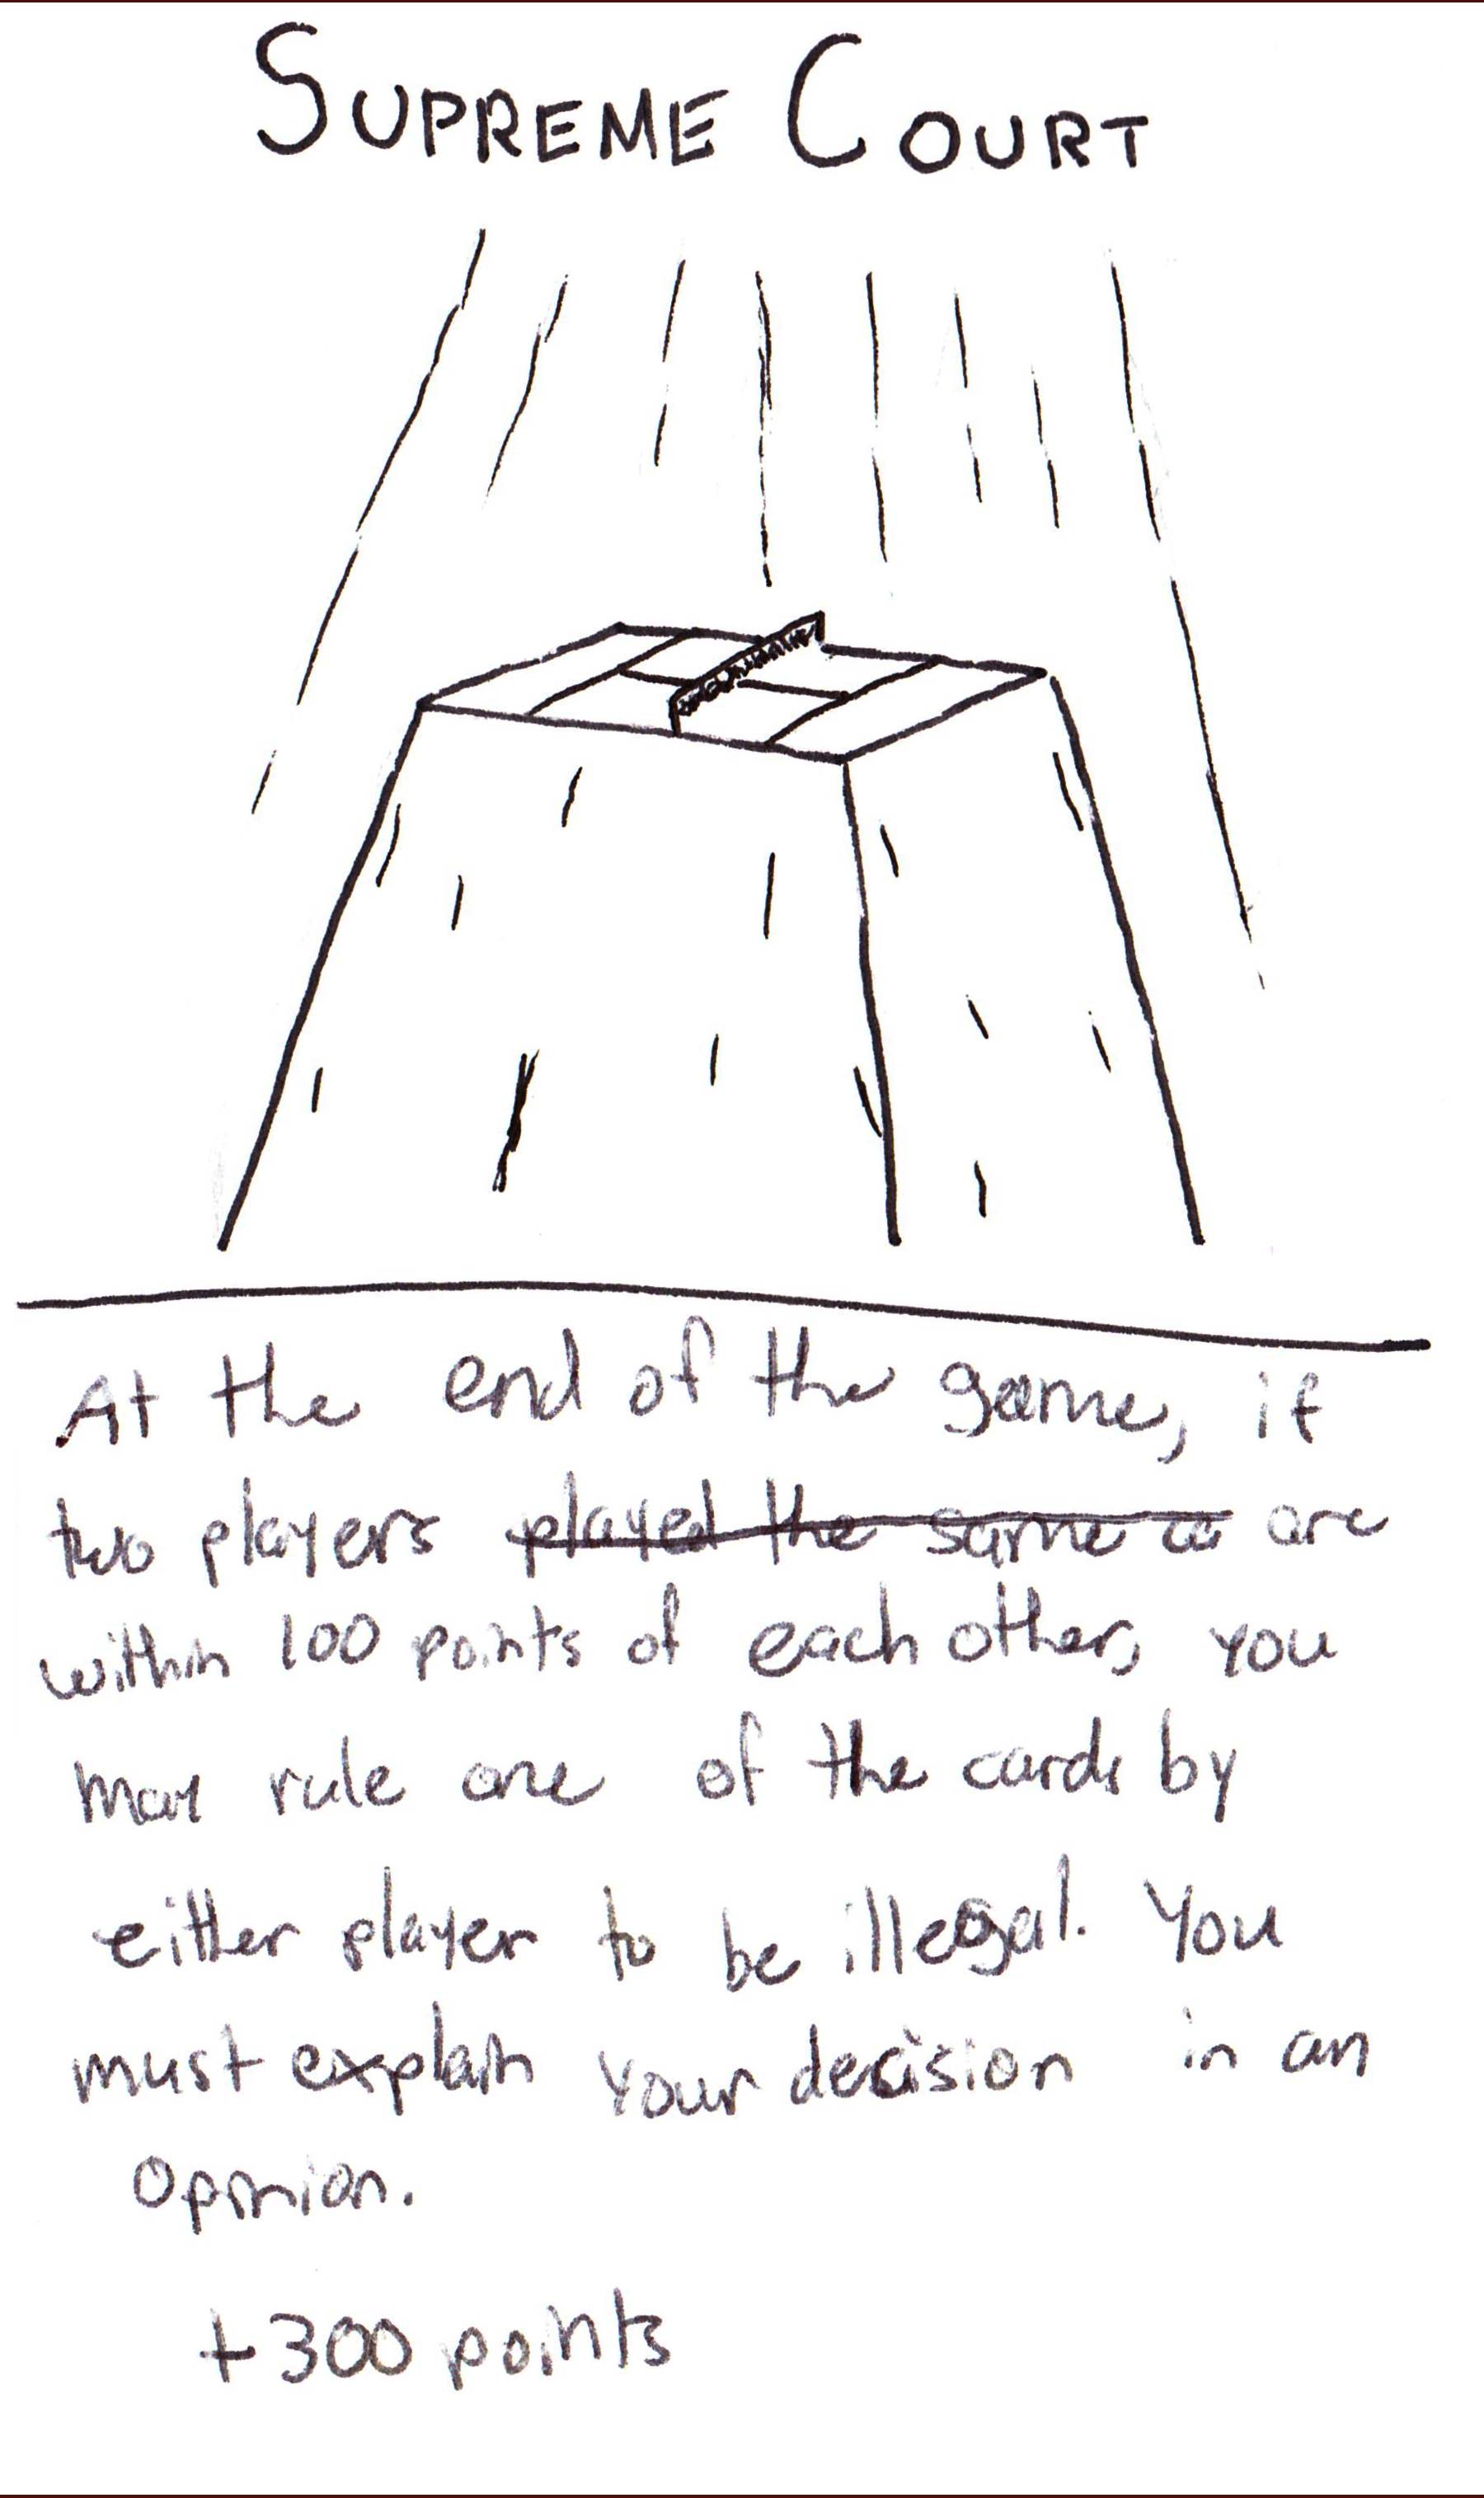 SUPREME COURT
At the end of the game, if
two players played the same ca are
within 100 points of each other, you
may rule one of the cards by
either player to be illegal. You
must explain your decision in an
opinion.
+300 points